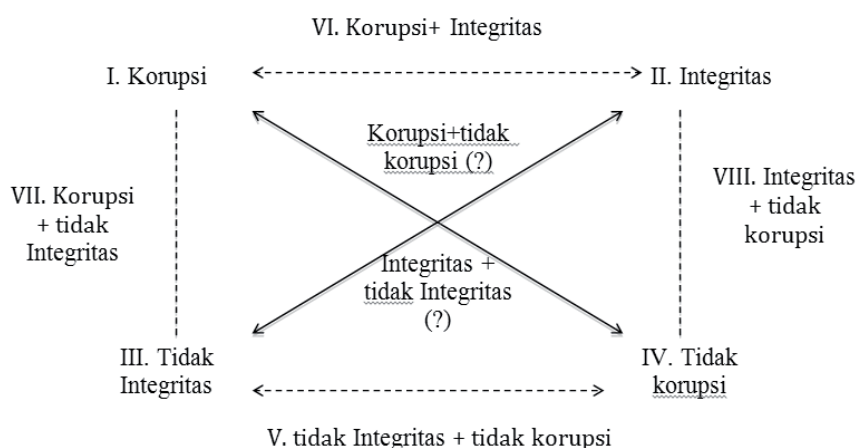 VI. Korupsi+ Integritas
I. Korupsi
II. Integritas
Korupsi+tidak
korupsi (?)
VII. Korupsi
+ tidak
Integritas
VIII. Integritas
+ tidak
korupsi
Integritas +
tidak Integritas
(?)
III. Tidak
Integritas
IV. Tidak
korupsi
V. tidak Integritas + tidak korupsi